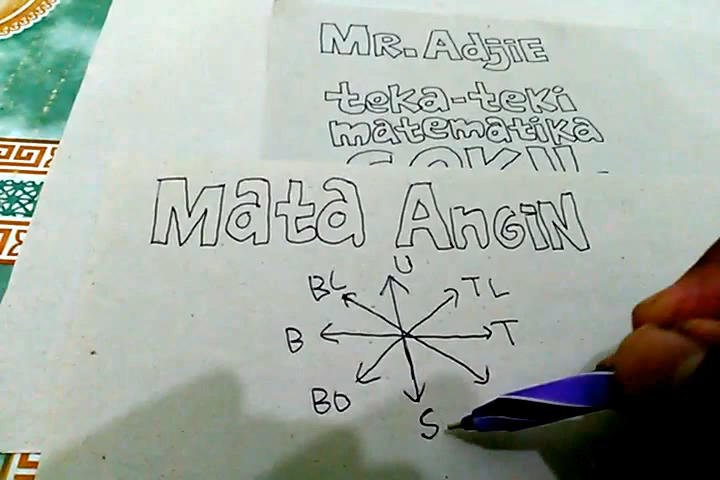 Mr. Adjie
teka-teki
matematika
Mata Angin
U
BL TL
B T
BD
S